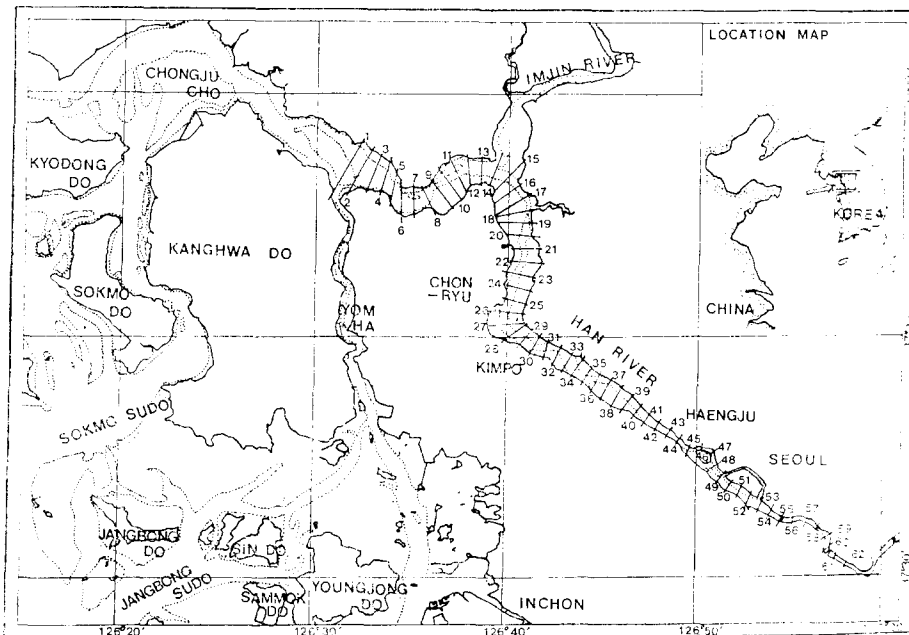 LOCATION MAP
IMJIN RIVER
CHONGJU
CHO
KYODONG
DO
KANGHWA DO
SOKMO
DO
YOM
HA
CHON
-RYU
HAN RIVER
KIMPO
KOREA
CHINA
SOKMO SUDO
HAENGJU
SEOUL
JANGBONG
DO
SIN DO
JANGBONG
SUDO
SAMMOK
DO
YOUNGJONG
DO
INCHON
1
2
3
4
5
6
7
8
9
10
11
12
13
14
15
16
17
18
19
20
21
22
23
24
25
26
27
28
29
30
31
32
33
34
35
36
37
38
39
40
41
42
43
44
45
47
48
49
50
51
52
53
54
55
56
57
126°20'
126°30'
126°40'
126°50'